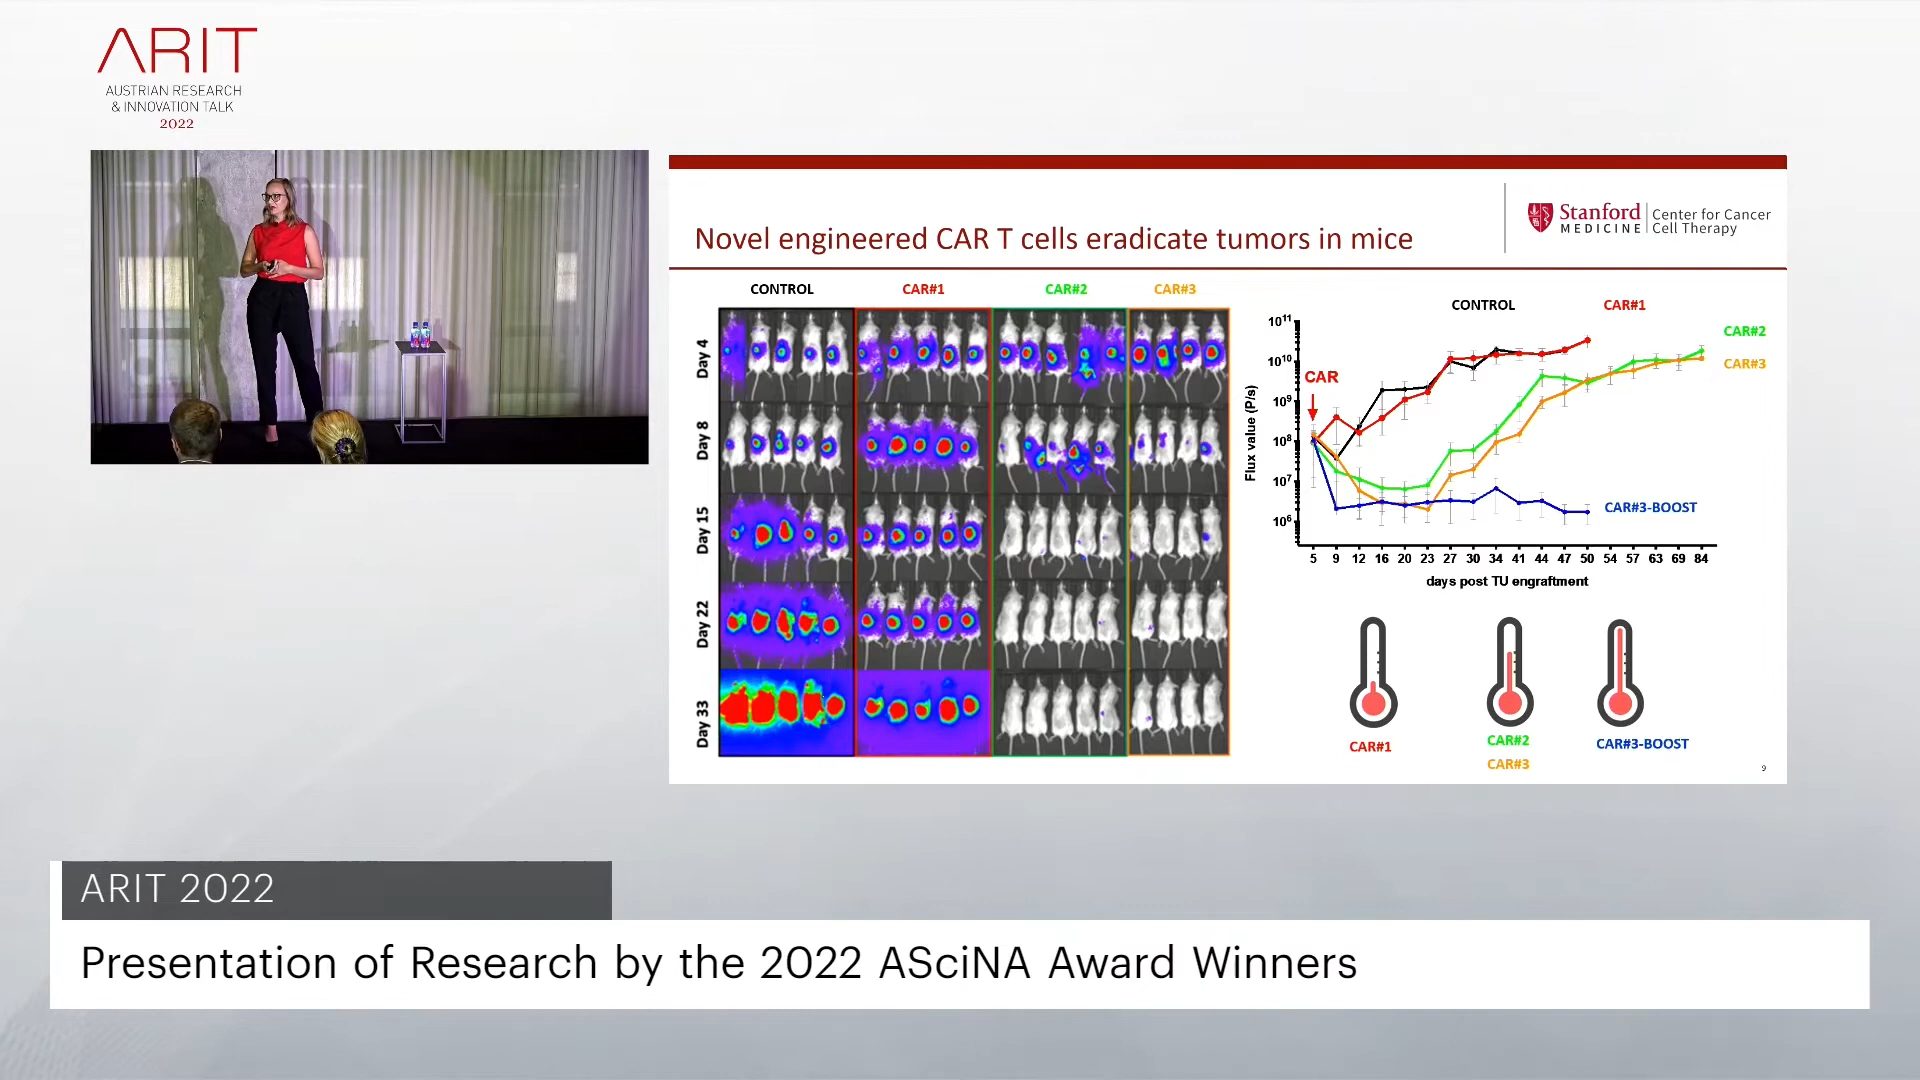 ARIT
AUSTRIAN RESEARCH
& INNOVATION TALK
2022
Novel engineered CAR T cells eradicate tumors in mice
Stanford
MEDICINE
Center for Cancer
Cell Therapy
CONTROL
CAR#1
CAR#2
CAR#3
Day 4
Day 8
Day 15
Day 22
Day 33
CONTROL
CAR#1
CAR#2
CAR#3
CAR
CAR#3-BOOST
Flux value (P/s)
10¹¹
10¹⁰
10⁹
10⁸
10⁷
10⁶
5 9 12 16 20 23 27 30 34 41 44 47 50 54 57 63 69 84
days post TU engraftment
CAR#1
CAR#2
CAR#3
CAR#3-BOOST
9
ARIT 2022
Presentation of Research by the 2022 ASciNA Award Winners